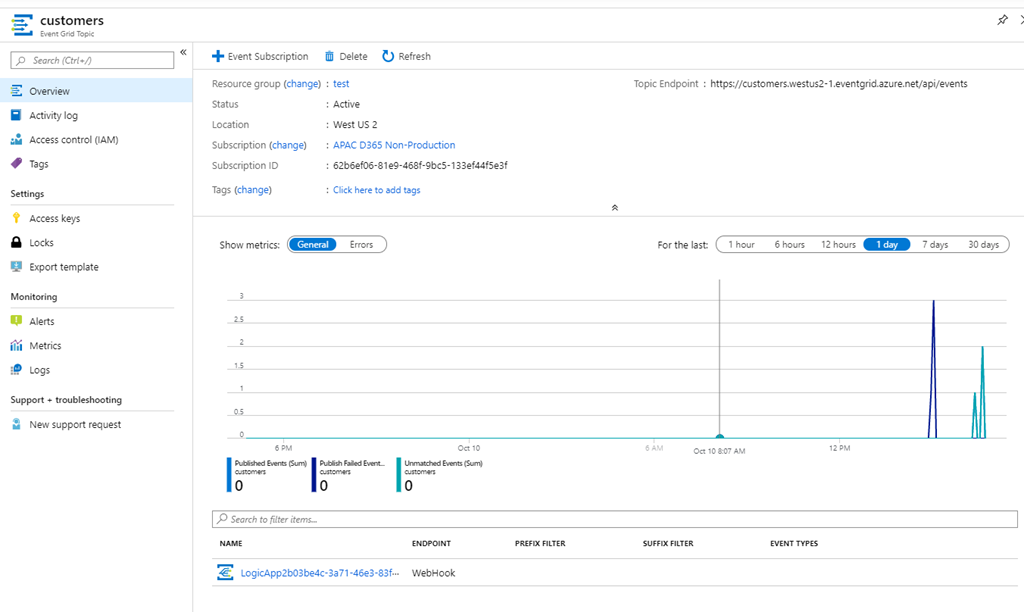 customers
Event Grid Topic
Search (Ctrl+/)
«
Overview
Activity log
Access control (IAM)
Tags
Settings
Access keys
Locks
Export template
Monitoring
Alerts
Metrics
Logs
Support + troubleshooting
New support request
+ Event Subscription Delete Refresh
Resource group (change) : test
Topic Endpoint : https://customers.westus2-1.eventgrid.azure.net/api/events
Status : Active
Location : West US 2
Subscription (change) : APAC D365 Non-Production
Subscription ID : 62b6ef06-81e9-468f-9bc5-133ef44f5e3f
Tags (change) : Click here to add tags
Show metrics: General Errors
For the last: 1 hour 6 hours 12 hours 1 day 7 days 30 days
3
2.5
2
1.5
1
0.5
0
6 PM Oct 10 6 AM Oct 10 8:07 AM 12 PM
Published Events (Sum) Publish Failed Event... Unmatched Events (Sum)
customers customers customers
0 0 0
Search to filter items...
NAME ENDPOINT PREFIX FILTER SUFFIX FILTER EVENT TYPES
LogicApp2b03be4c-3a71-46e3-83f... WebHook